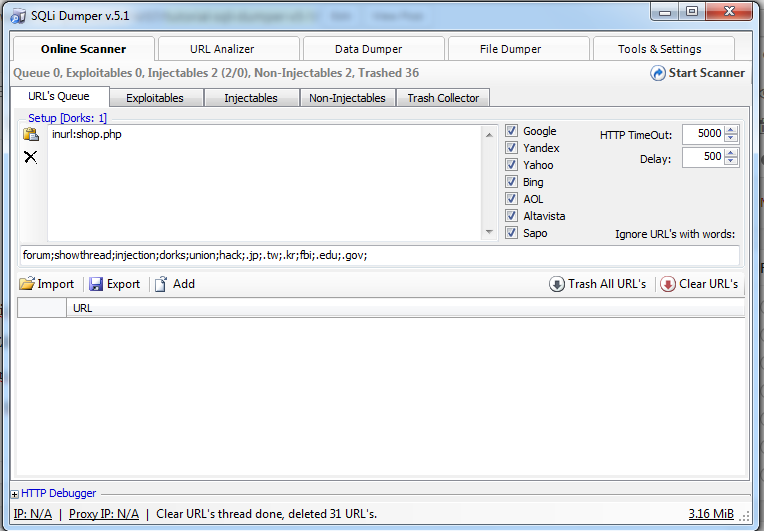 SQLi Dumper v.5.1
Online Scanner URL Analizer Data Dumper File Dumper Tools & Settings
Queue 0, Exploitables 0, Injectables 2 (2/0), Non-Injectables 2, Trashed 36 Start Scanner
URL's Queue Exploitables Injectables Non-Injectables Trash Collector
Setup [Dorks: 1]
inurl:shop.php
Google
Yandex
Yahoo
Bing
AOL
Altavista
Sapo
HTTP TimeOut: 5000
Delay: 500
Ignore URL's with words:
forum;showthread;injection;dorks;union;hack;.jp;.tw;.kr;fbi;.edu;.gov;
Import Export Add Trash All URL's Clear URL's
URL
HTTP Debugger
IP: N/A | Proxy IP: N/A | Clear URL's thread done, deleted 31 URL's. 3.16 MiB